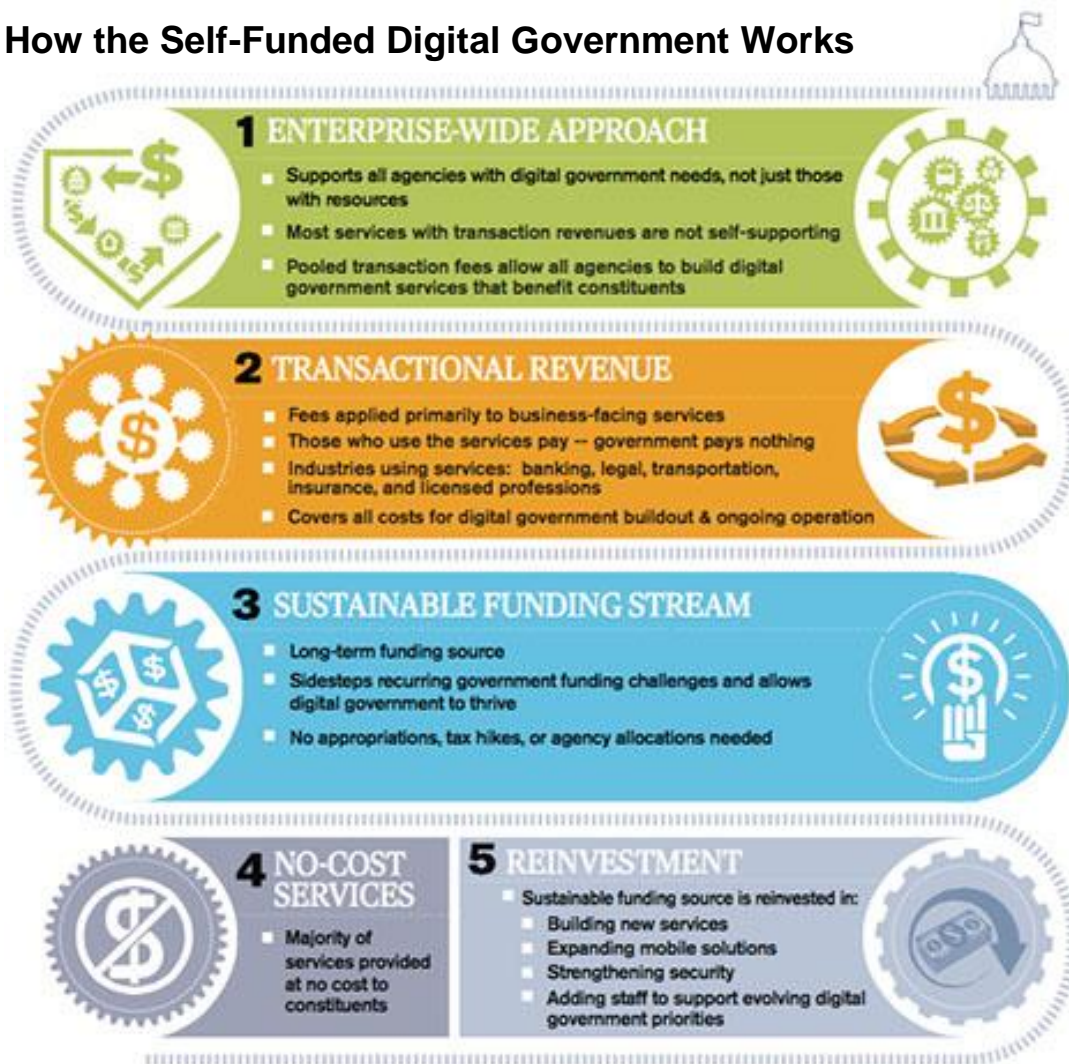 How the Self-Funded Digital Government Works
1 ENTERPRISE-WIDE APPROACH
Supports all agencies with digital government needs, not just those
with resources
Most services with transaction revenues are not self-supporting
Pooled transaction fees allow all agencies to build digital
government services that benefit constituents
2 TRANSACTIONAL REVENUE
Fees applied primarily to business-facing services
Those who use the services pay -- government pays nothing
Industries using services: banking, legal, transportation,
insurance, and licensed professions
Covers all costs for digital government buildout & ongoing operation
3 SUSTAINABLE FUNDING STREAM
Long-term funding source
Sidesteps recurring government funding challenges and allows
digital government to thrive
No appropriations, tax hikes, or agency allocations needed
4 NO-COST
SERVICES
Majority of
services provided
at no cost to
constituents
5 REINVESTMENT
Sustainable funding source is reinvested in:
Building new services
Expanding mobile solutions
Strengthening security
Adding staff to support evolving digital
government priorities